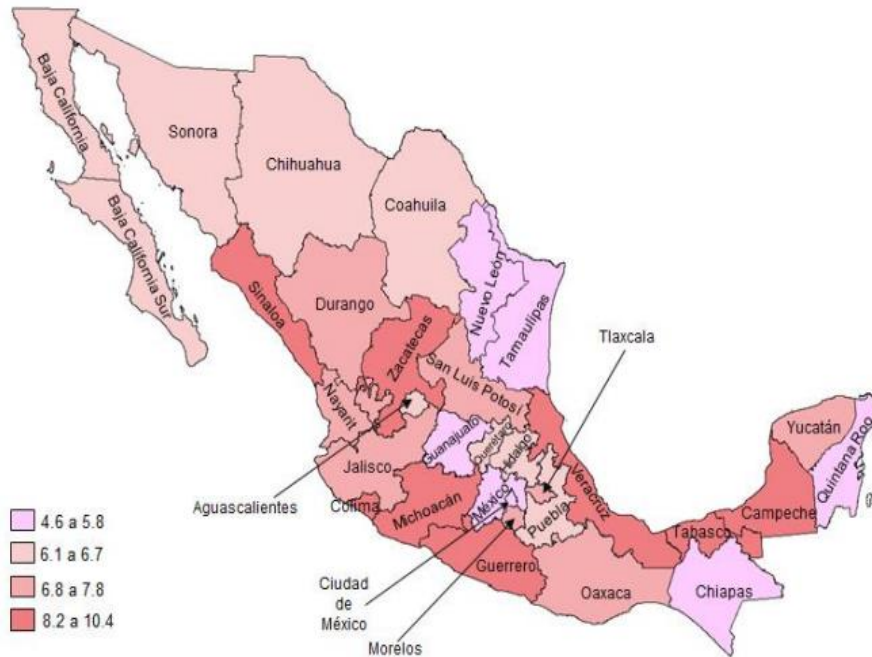 Baja California
Sonora
Chihuahua
Coahuila
Baja California Sur
Nuevo León
Tamaulipas
Sinaloa
Durango
Zacatecas
Tlaxcala
San Luis Potosí
Nayarit
Guanajuato
Querétaro
Hidalgo
Yucatán
Quintana Roo
Jalisco
Veracruz
Aguascalientes
Colima
Michoacán
México
Puebla
Campeche
Tabasco
Guerrero
Oaxaca
Chiapas
Ciudad
de
México
Morelos
4.6 a 5.8
6.1 a 6.7
6.8 a 7.8
8.2 a 10.4